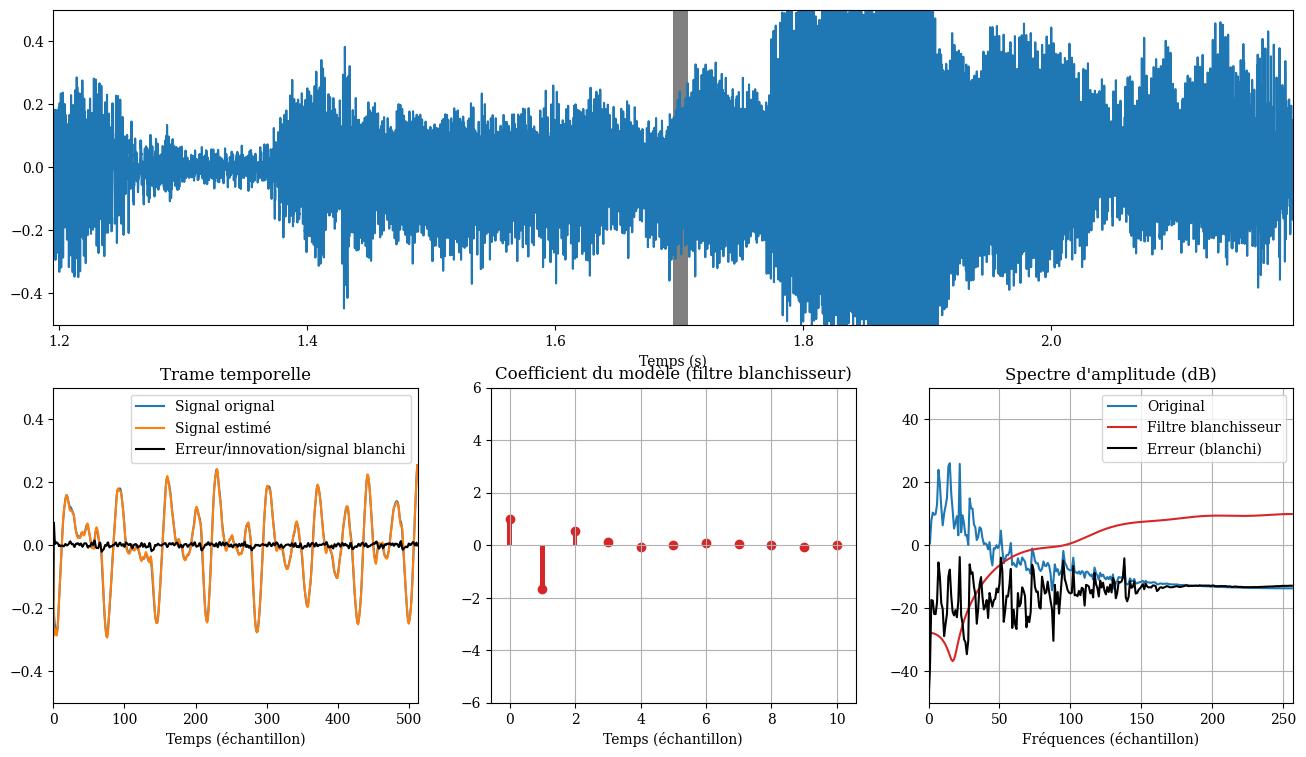 0.4
0.2
0.0
−0.2
−0.4
1.2 1.4 1.6 1.8 2.0
Temps (s)
Trame temporelle
Signal orignal
Signal estimé
Erreur/innovation/signal blanchi
0.4
0.2
0.0
−0.2
−0.4
0 100 200 300 400 500
Temps (échantillon)
Coefficient du modèle (filtre blanchisseur)
6
4
2
0
−2
−4
−6
0 2 4 6 8 10
Temps (échantillon)
Spectre d'amplitude (dB)
Original
Filtre blanchisseur
Erreur (blanchi)
40
20
0
−20
−40
0 50 100 150 200 250
Fréquences (échantillon)